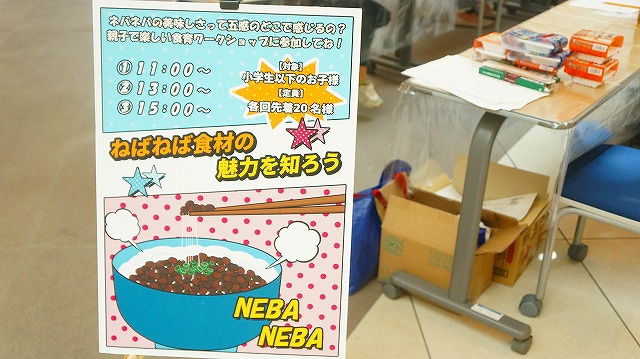 ネバネバの美味しさって五感のどこで感じるの？
親子で楽しい食育ワークショップに参加してね！
①11:00～
②13:00～
③15:00～
【対象】
小学生以下のお子様
【定員】
各回先着20名様
ねばねば食材の
魅力を知ろう
NEBA
NEBA